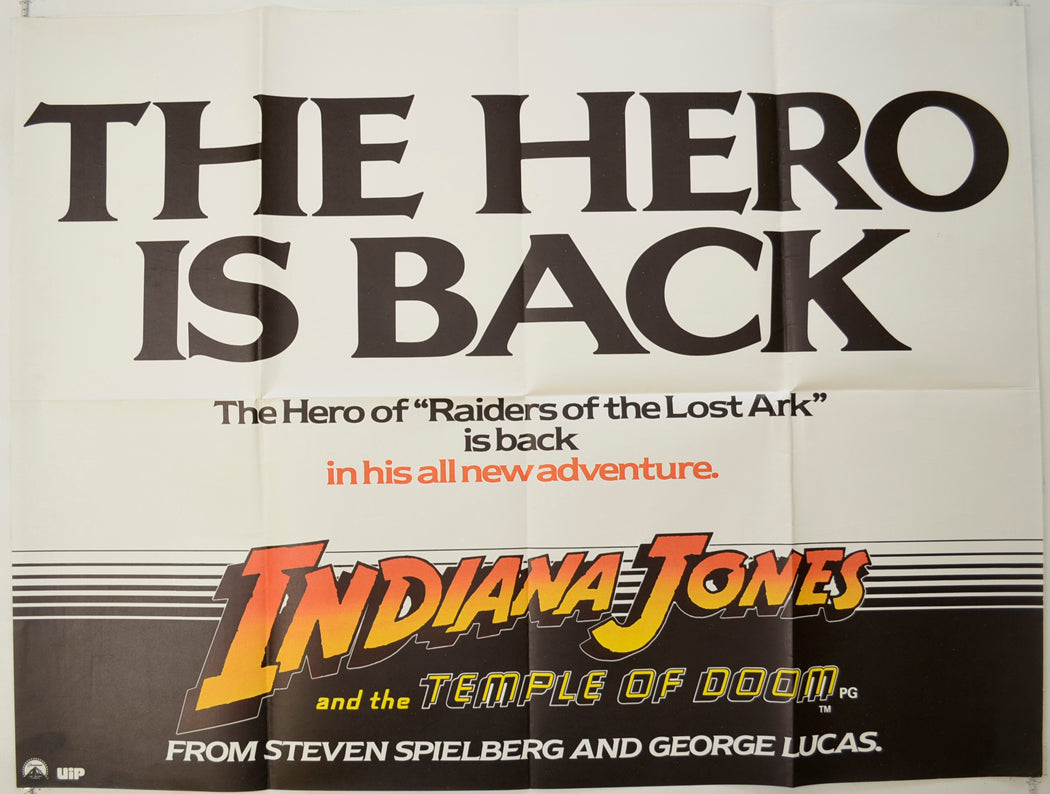 THE HERO
IS BACK
The Hero of “Raiders of the Lost Ark”
is back
in his all new adventure.
INDIANA JONES
and the TEMPLE OF DOOM PG
TM
FROM STEVEN SPIELBERG AND GEORGE LUCAS.
UIP